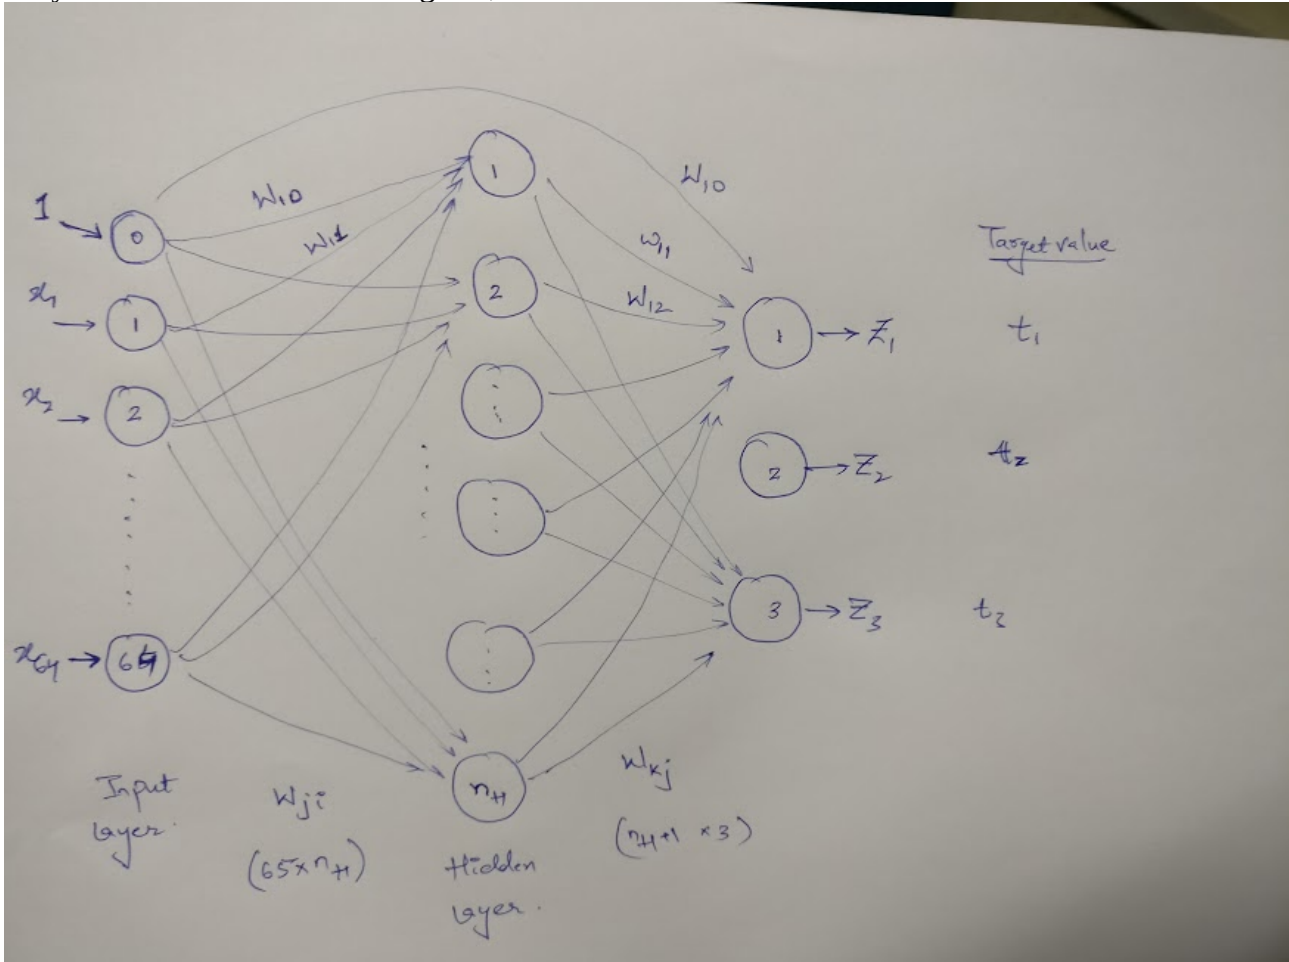 1
0
W10
W11
1
W10
x1
1
2
w11
W12
1
Z1
Target value
t1
x2
2
2
Z2
t2
x64
64
3
Z3
t3
nH
Input
layer.
Wji
(65×nH)
Hidden
layer.
Wkj
(nH+1 ×3)